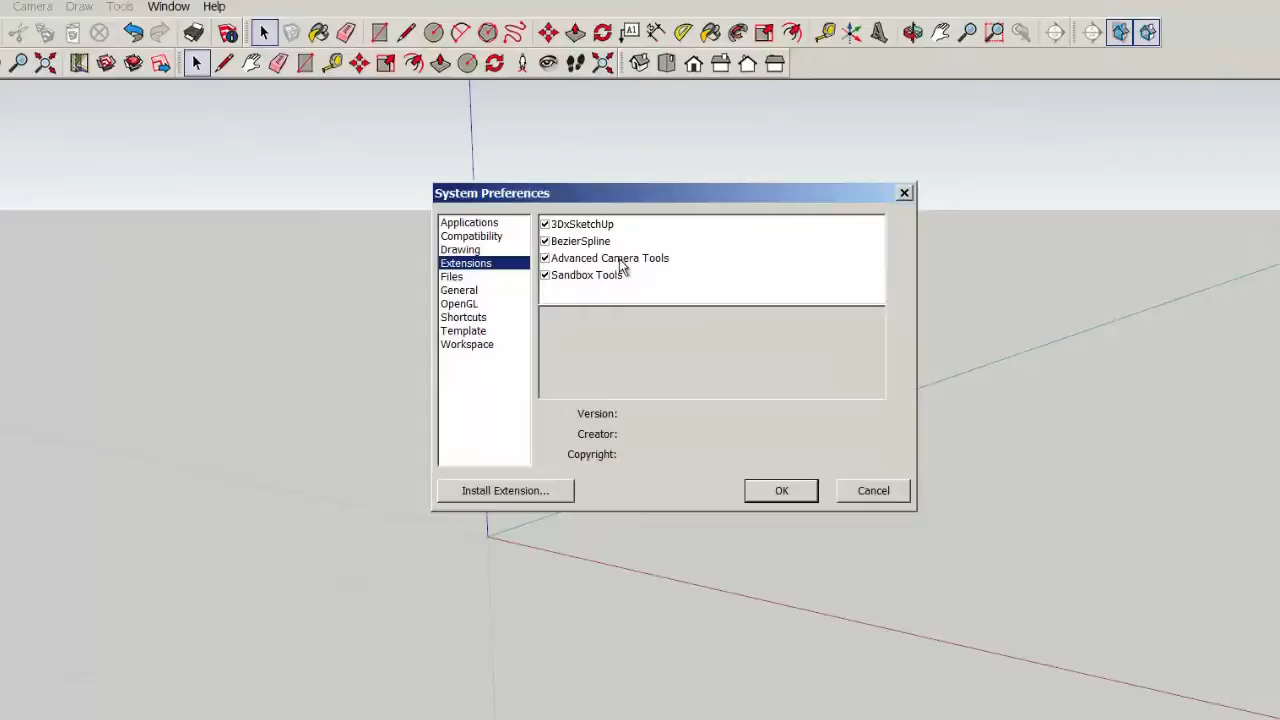 Camera Draw Tools Window Help
A1
System Preferences
Applications
Compatibility
Drawing
Extensions
Files
General
OpenGL
Shortcuts
Template
Workspace
3DxSketchUp
BezierSpline
Advanced Camera Tools
Sandbox Tools
Version:
Creator:
Copyright:
Install Extension...
OK
Cancel